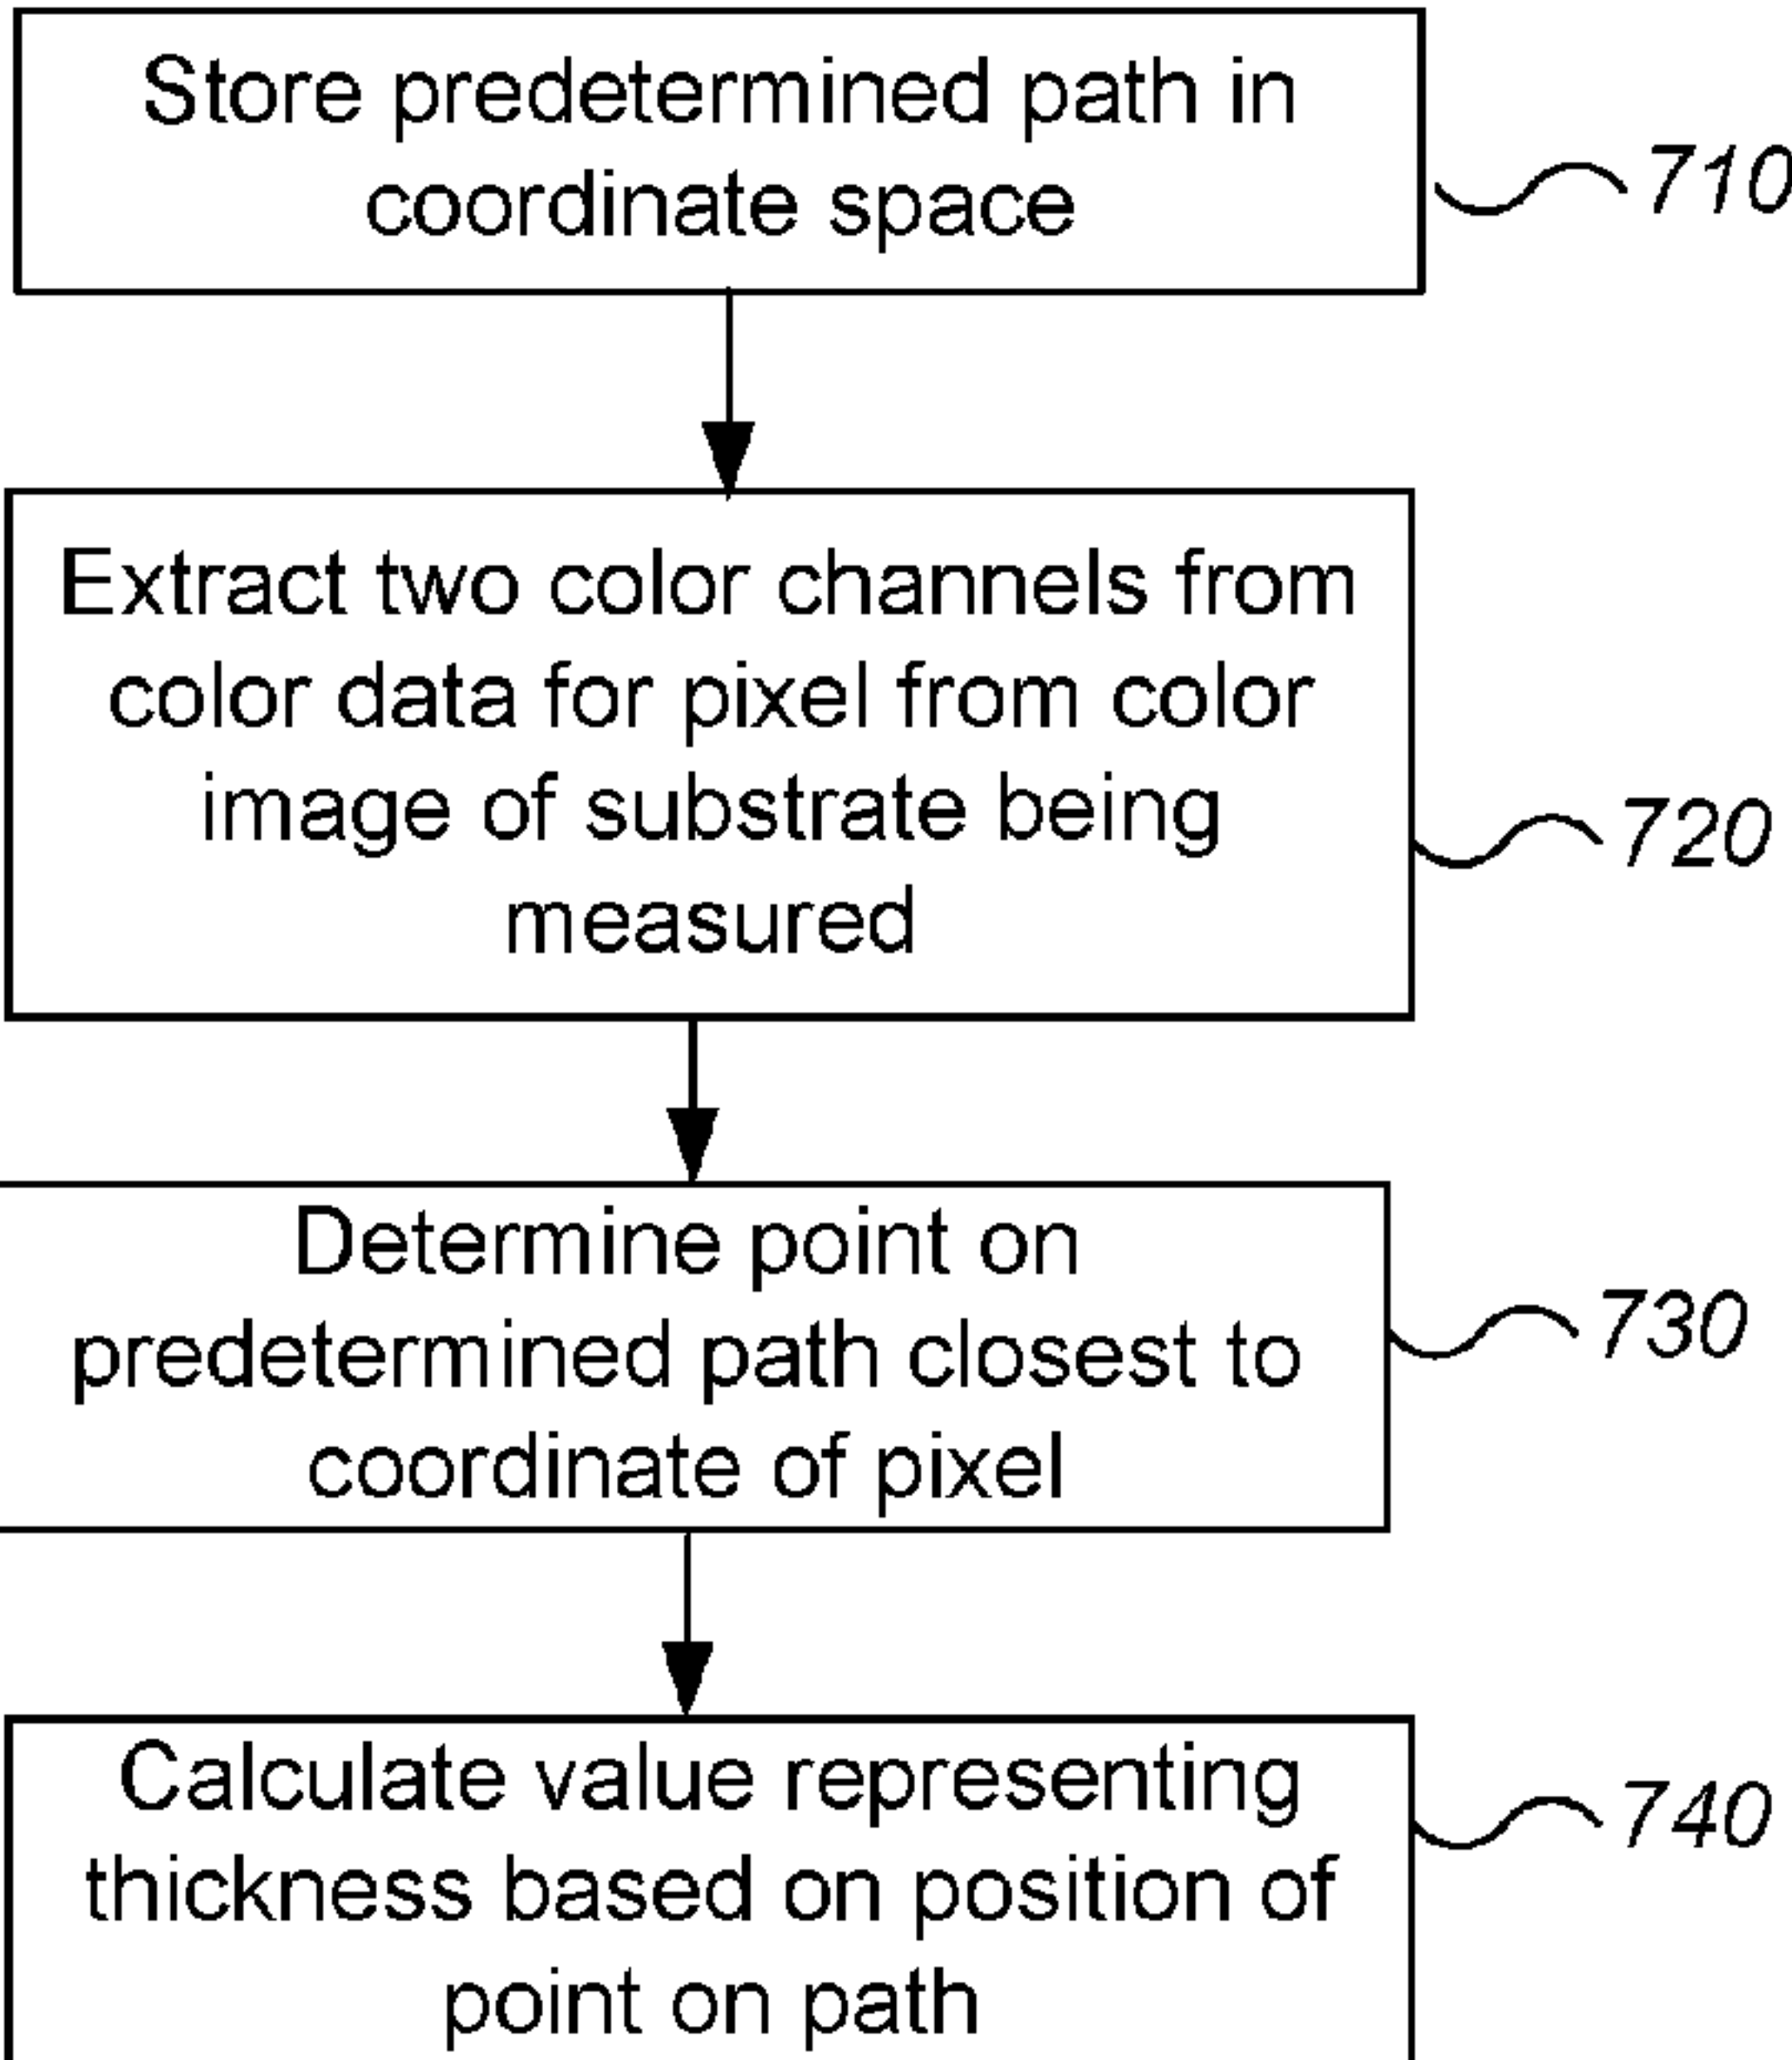 Store predetermined path in
coordinate space
710
Extract two color channels from
color data for pixel from color
image of substrate being
measured
720
Determine point on
predetermined path closest to
coordinate of pixel
730
Calculate value representing
thickness based on position of
point on path
740